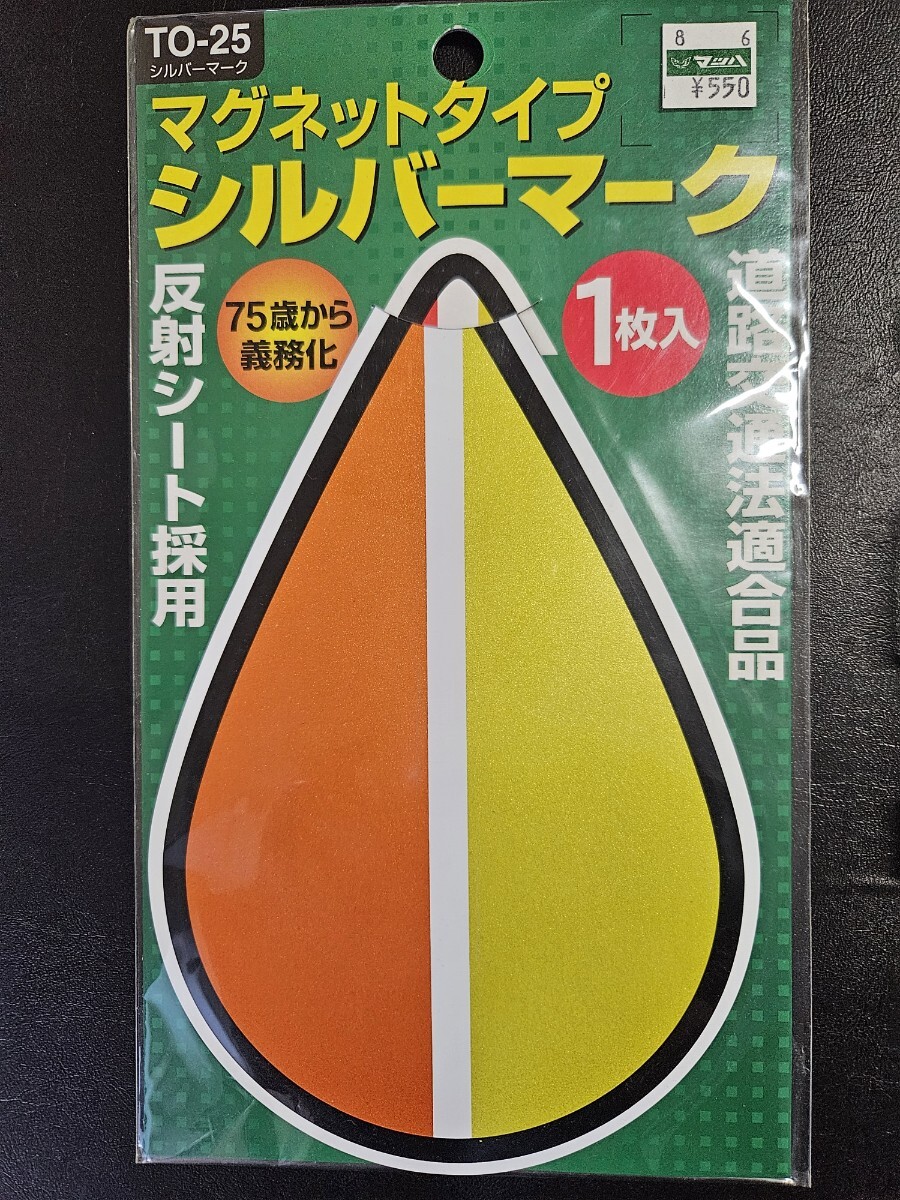 TO-25
シルバーマーク
8 6
マッハ
¥550
マグネットタイプ
シルバーマーク
75歳から
義務化
1枚入
反射シート採用
道路交通法適合品